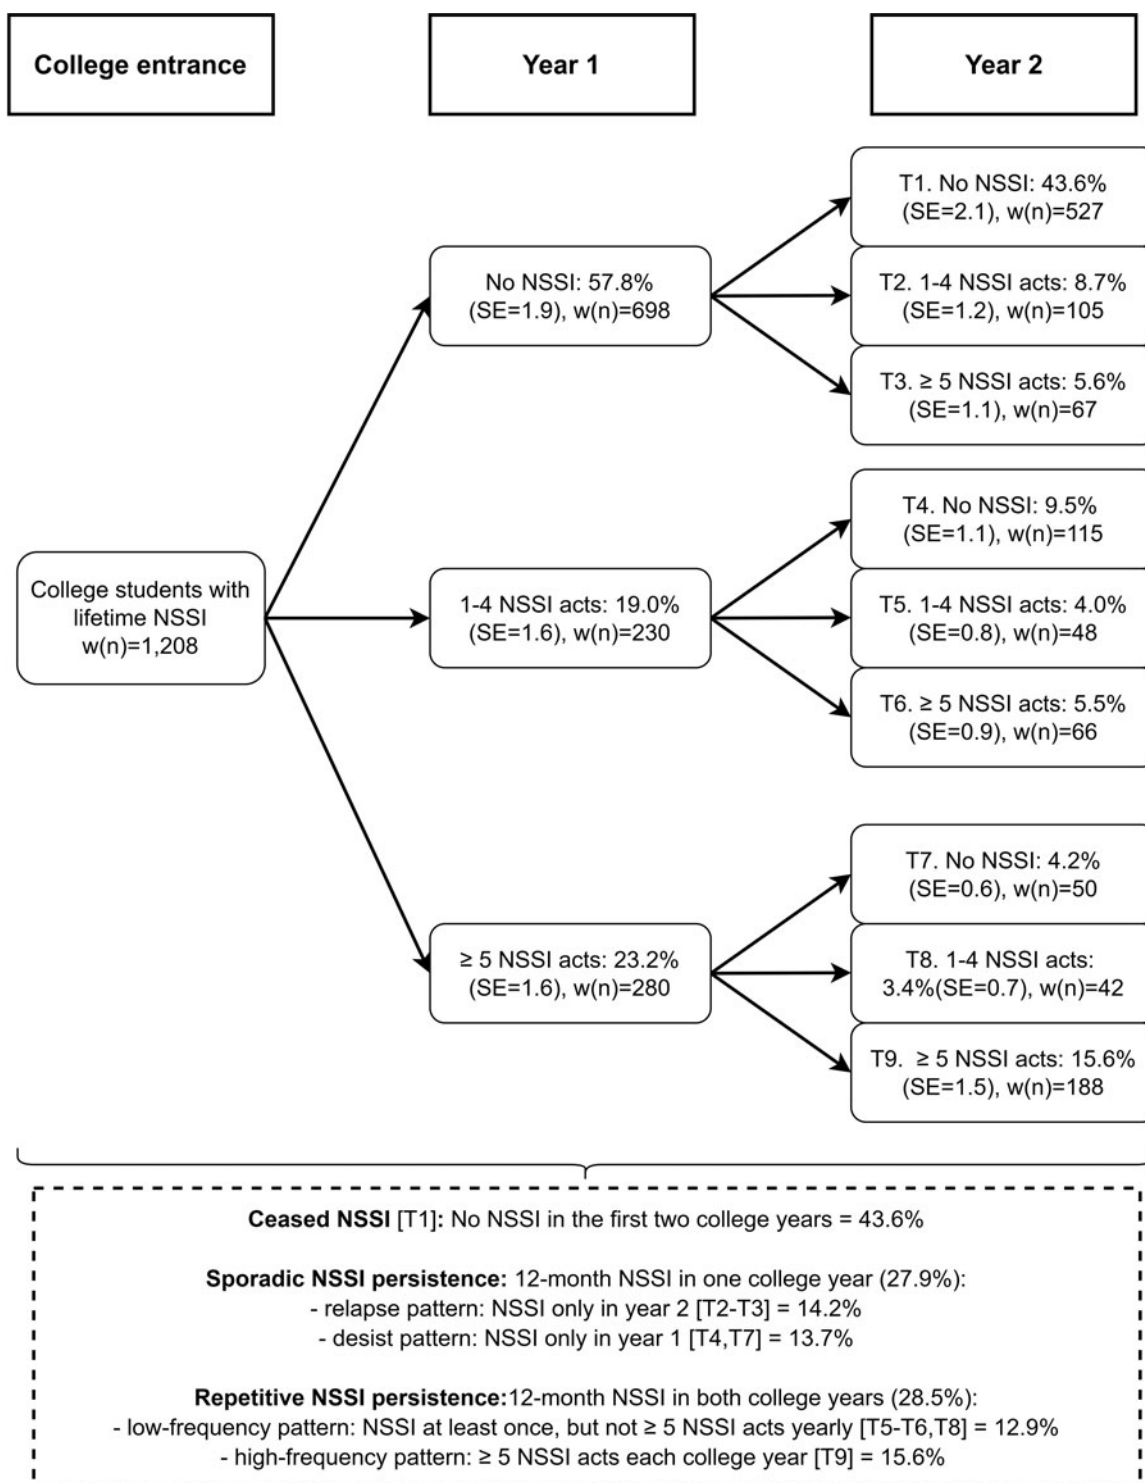 College entrance
Year 1
Year 2
T1. No NSSI: 43.6%
(SE=2.1), w(n)=527
No NSSI: 57.8%
(SE=1.9), w(n)=698
T2. 1-4 NSSI acts: 8.7%
(SE=1.2), w(n)=105
T3. ≥ 5 NSSI acts: 5.6%
(SE=1.1), w(n)=67
College students with
lifetime NSSI
w(n)=1,208
1-4 NSSI acts: 19.0%
(SE=1.6), w(n)=230
T4. No NSSI: 9.5%
(SE=1.1), w(n)=115
T5. 1-4 NSSI acts: 4.0%
(SE=0.8), w(n)=48
T6. ≥ 5 NSSI acts: 5.5%
(SE=0.9), w(n)=66
≥ 5 NSSI acts: 23.2%
(SE=1.6), w(n)=280
T7. No NSSI: 4.2%
(SE=0.6), w(n)=50
T8. 1-4 NSSI acts:
3.4%(SE=0.7), w(n)=42
T9. ≥ 5 NSSI acts: 15.6%
(SE=1.5), w(n)=188
Ceased NSSI [T1]: No NSSI in the first two college years = 43.6%
Sporadic NSSI persistence: 12-month NSSI in one college year (27.9%):
- relapse pattern: NSSI only in year 2 [T2-T3] = 14.2%
- desist pattern: NSSI only in year 1 [T4,T7] = 13.7%
Repetitive NSSI persistence:12-month NSSI in both college years (28.5%):
- low-frequency pattern: NSSI at least once, but not ≥ 5 NSSI acts yearly [T5-T6,T8] = 12.9%
- high-frequency pattern: ≥ 5 NSSI acts each college year [T9] = 15.6%